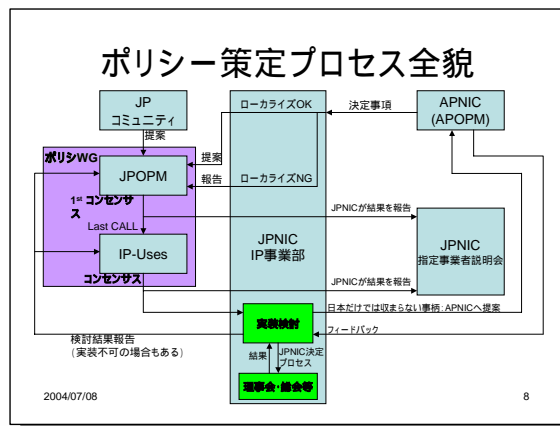 ポリシー策定プロセス全貌
JP
コミュニティ
ローカライズOK
決定事項
APNIC
(APOPM)
提案
ポリシWG
提案
JPOPM
報告
ローカライズNG
1st コンセンサ
ス
Last CALL
JPNICが結果を報告
IP-Uses
JPNIC
IP事業部
JPNIC
指定事業者説明会
コンセンサス
JPNICが結果を報告
日本だけでは収まらない事柄:APNICへ提案
実装検討
フィードバック
検討結果報告
(実装不可の場合もある)
結果
JPNIC決定
プロセス
理事会・総会等
2004/07/08
8